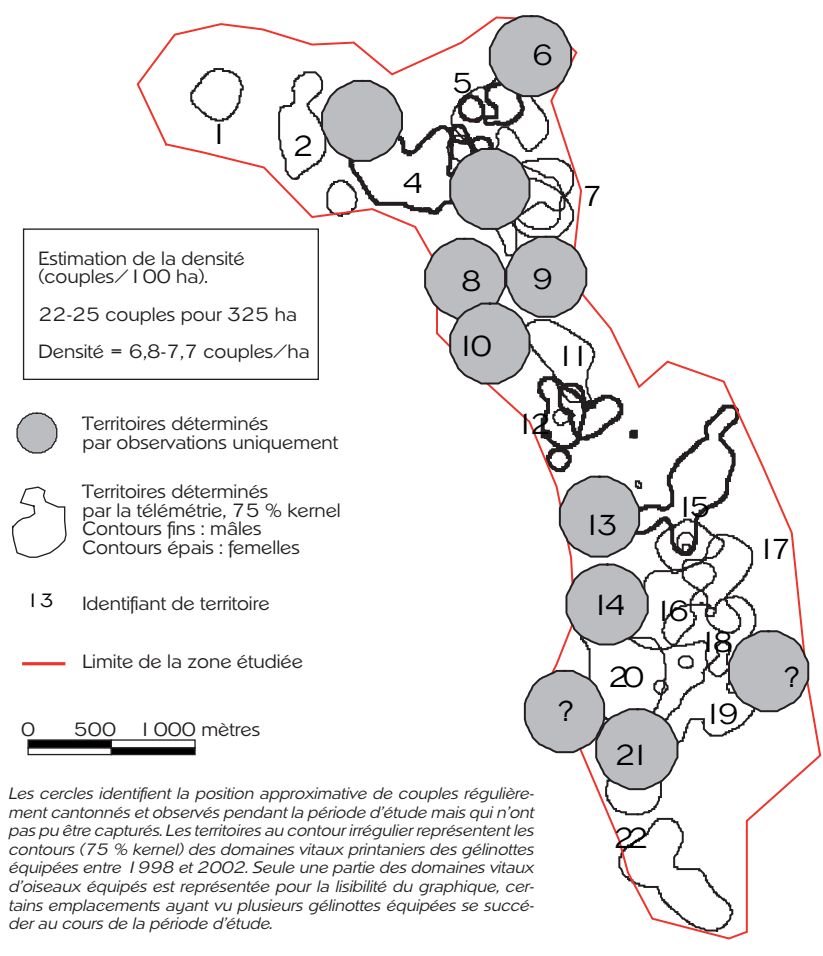 6
5
1
2
4
7
Estimation de la densité
(couples/100 ha).
22-25 couples pour 325 ha
Densité = 6,8-7,7 couples/ha
8
9
10
11
12
Territoires déterminés
par observations uniquement
Territoires déterminés
par la télémétrie, 75 % kernel
Contours fins : mâles
Contours épais : femelles
13
15
17
13 Identifiant de territoire
14
16
18
Limite de la zone étudiée
20
?
?
19
0 500 1000 mètres
21
22
Les cercles identifient la position approximative de couples régulière-
ment cantonnés et observés pendant la période d'étude mais qui n'ont
pas pu être capturés. Les territoires au contour irrégulier représentent les
contours (75 % kernel) des domaines vitaux printaniers des gélinottes
équipées entre 1998 et 2002. Seule une partie des domaines vitaux
d'oiseaux équipés est représentée pour la lisibilité du graphique, cer-
tains emplacements ayant vu plusieurs gélinottes équipées se succé-
der au cours de la période d'étude.